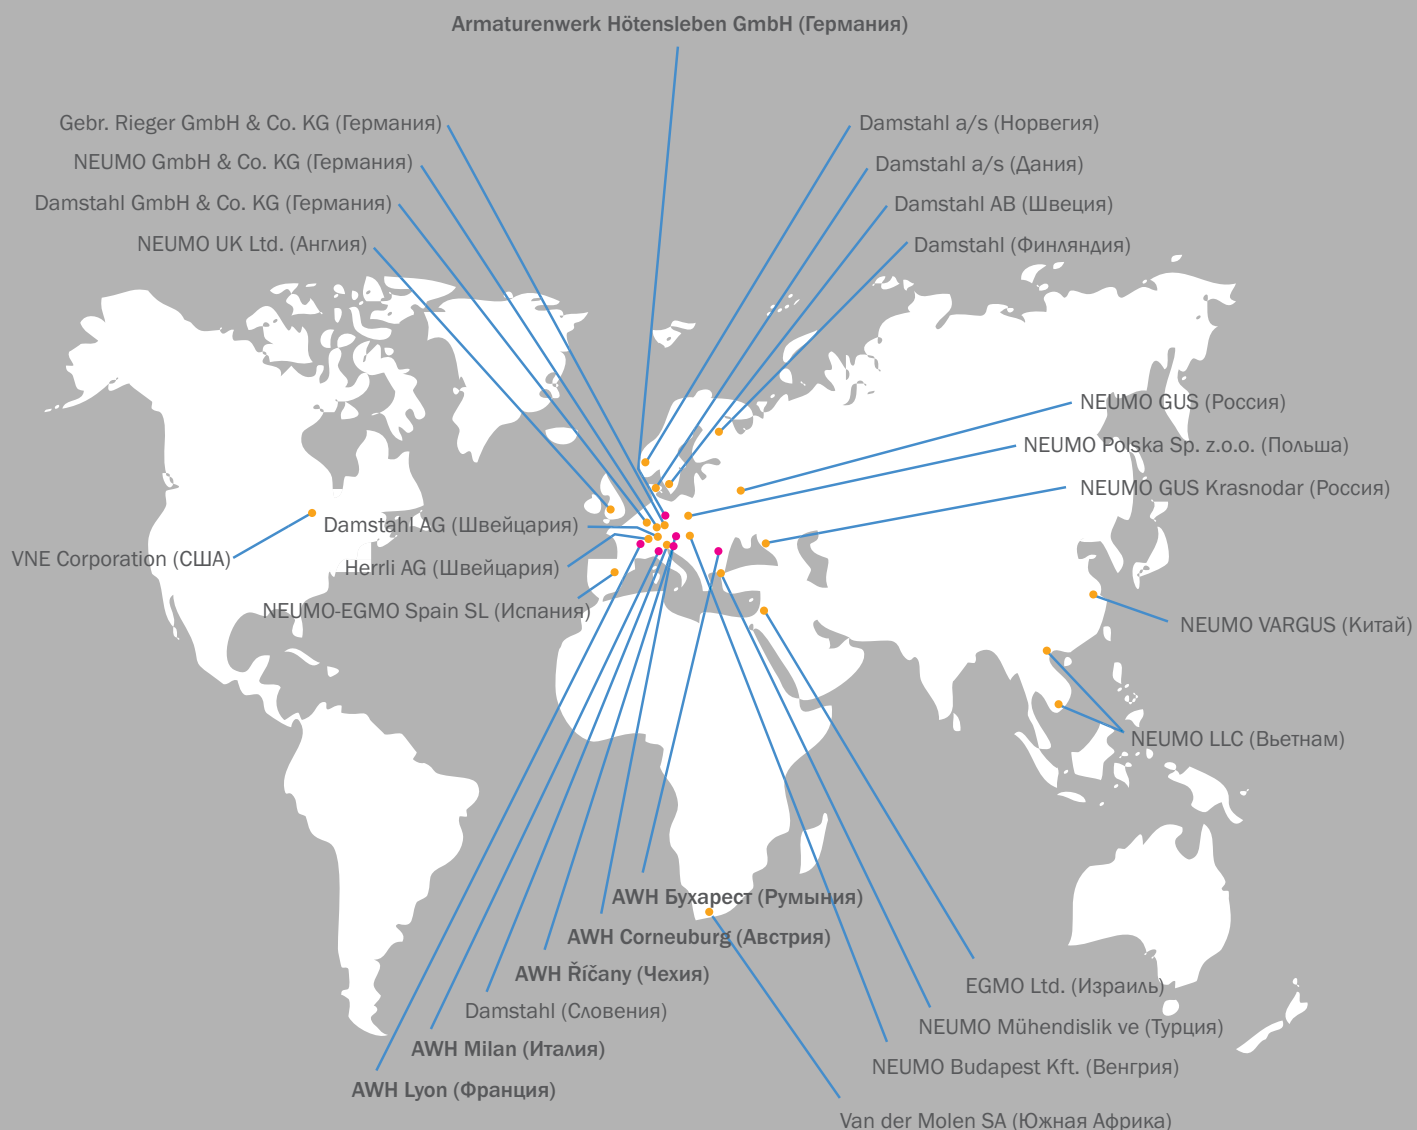 Armaturenwerk Hötensleben GmbH (Германия)
Gebr. Rieger GmbH & Co. KG (Германия)
NEUMO GmbH & Co. KG (Германия)
Damstahl GmbH & Co. KG (Германия)
NEUMO UK Ltd. (Англия)
Damstahl a/s (Норвегия)
Damstahl a/s (Дания)
Damstahl AB (Швеция)
Damstahl (Финляндия)
NEUMO GUS (Россия)
NEUMO Polska Sp. z.o.o. (Польша)
NEUMO GUS Krasnodar (Россия)
Damstahl AG (Швейцария)
VNE Corporation (США)
Herrli AG (Швейцария)
NEUMO-EGMO Spain SL (Испания)
NEUMO VARGUS (Китай)
NEUMO LLC (Вьетнам)
AWH Бухарест (Румыния)
AWH Corneuburg (Австрия)
AWH Říčany (Чехия)
Damstahl (Словения)
AWH Milan (Италия)
AWH Lyon (Франция)
EGMO Ltd. (Израиль)
NEUMO Mühendislik ve (Турция)
NEUMO Budapest Kft. (Венгрия)
Van der Molen SA (Южная Африка)